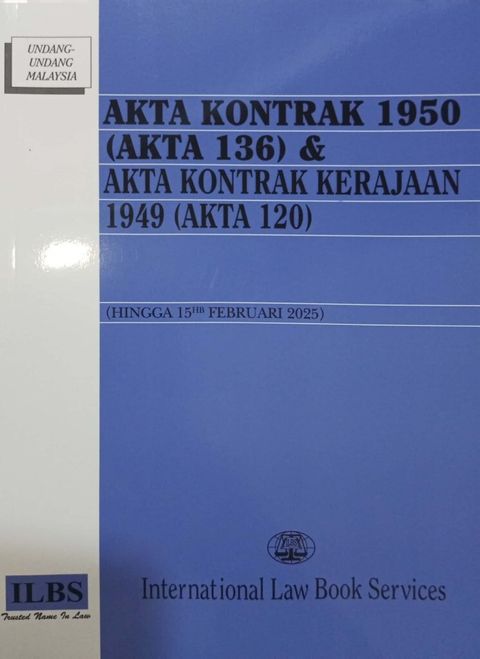 UNDANG-
UNDANG
MALAYSIA
AKTA KONTRAK 1950
(AKTA 136) &
AKTA KONTRAK KERAJAAN
1949 (AKTA 120)
(HINGGA 15HB FEBRUARI 2025)
ILBS
International Law Book Services
ILBS
Trusted Name In Law